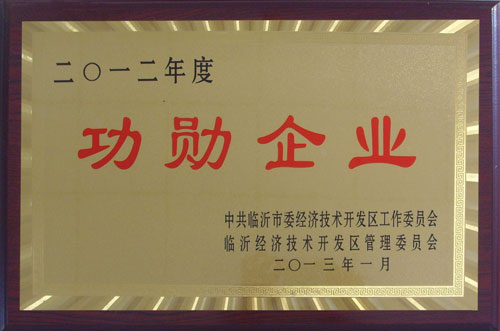 二〇一二年度
功勋企业
中共临沂市委经济技术开发区工作委员会
临沂经济技术开发区管理委员会
二〇一三年一月